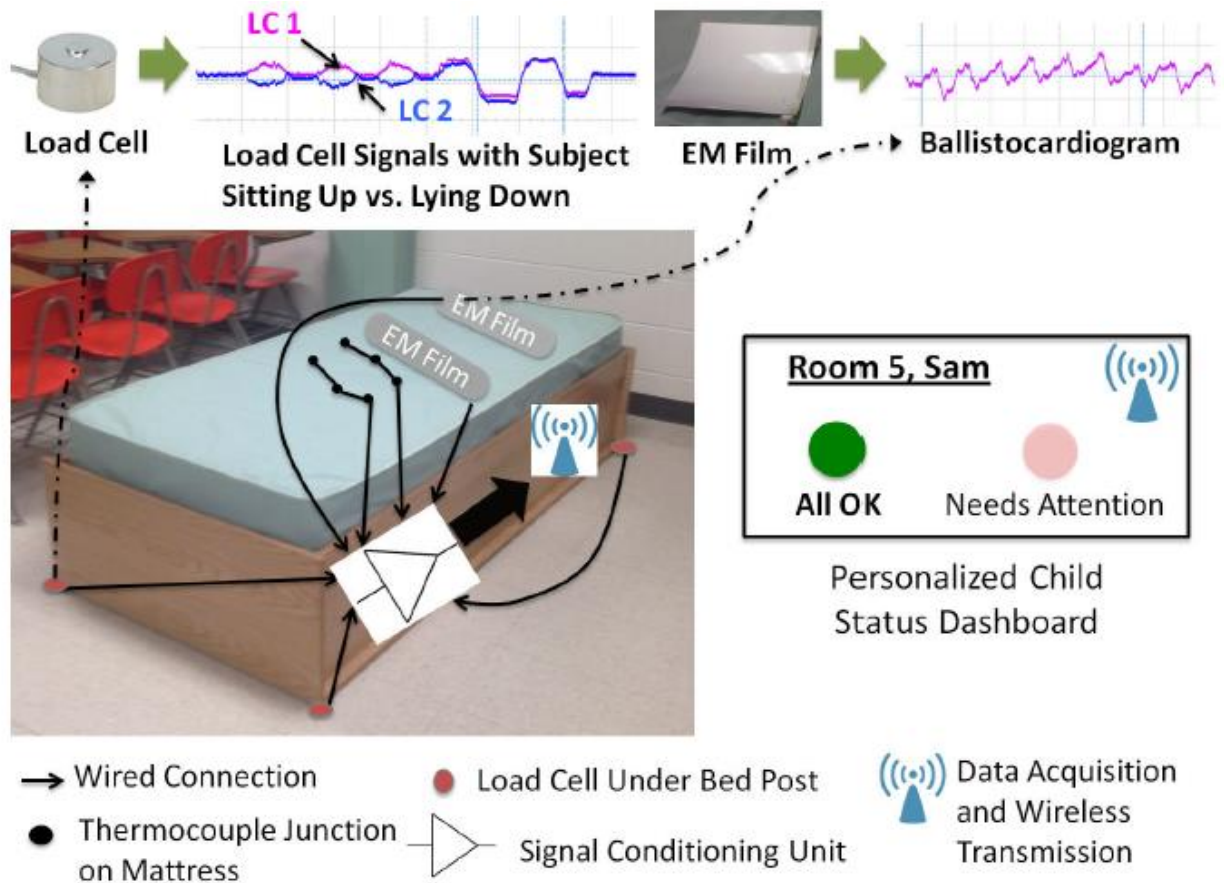 LC 1
LC 2
Load Cell
Load Cell Signals with Subject
Sitting Up vs. Lying Down
EM Film
Ballistocardiogram
EM Film
EM Film
Room 5, Sam
All OK
Needs Attention
Personalized Child
Status Dashboard
Wired Connection
Load Cell Under Bed Post
Data Acquisition
and Wireless
Transmission
Thermocouple Junction
on Mattress
Signal Conditioning Unit